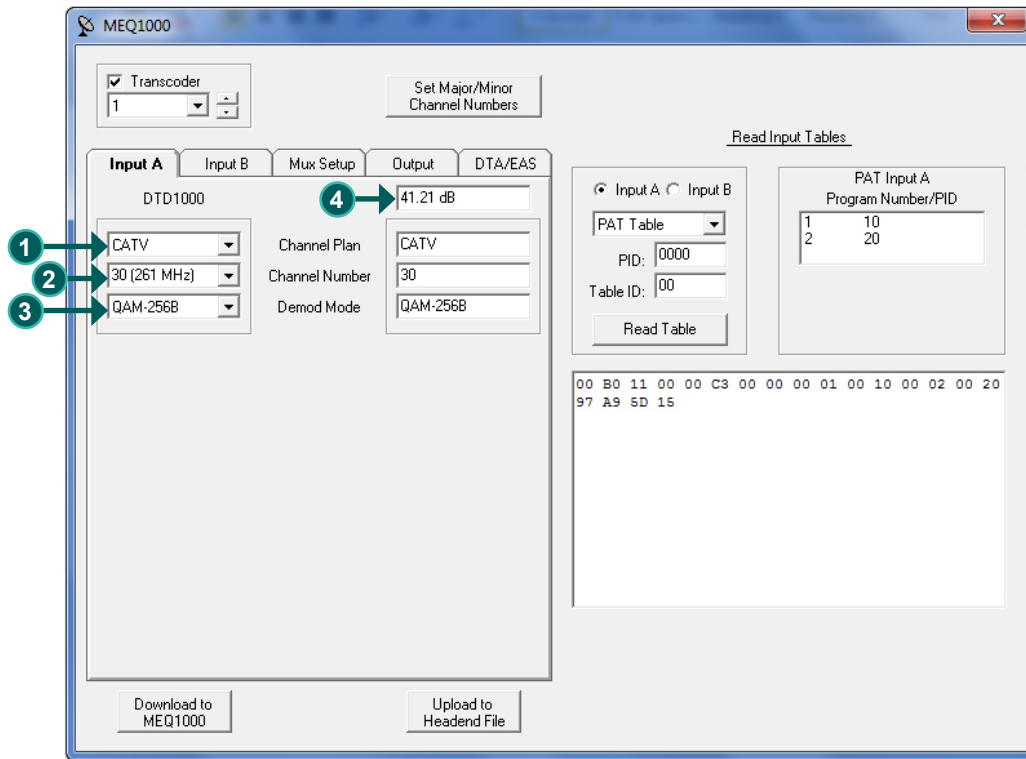 MEQ1000
Transcoder
1
Set Major/Minor
Channel Numbers
Input A
Input B
Mux Setup
Output
DTA/EAS
DTD1000
4
41.21 dB
1
CATV
Channel Plan
CATV
2
30 (261 MHz)
Channel Number
30
3
QAM-256B
Demod Mode
QAM-256B
Download to
MEQ1000
Upload to
Headend File
Read Input Tables
Input A
Input B
PAT Table
PID:
0000
Table ID:
00
Read Table
PAT Input A
Program Number/PID
1 10
2 20
00 B0 11 00 00 C3 00 00 00 01 00 10 00 02 00 20
97 A9 5D 15